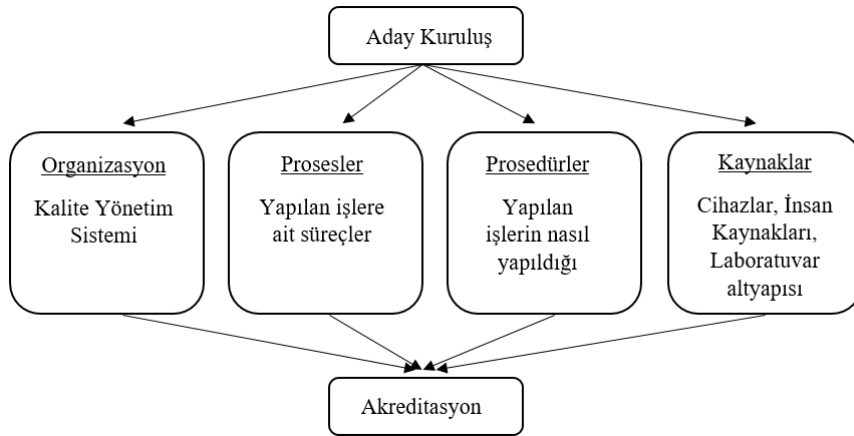 Aday Kuruluş
Organizasyon
Kalite Yönetim
Sistemi
Prosesler
Yapılan işlere
ait süreçler
Prosedürler
Yapılan
işlerin nasıl
yapıldığı
Kaynaklar
Cihazlar, İnsan
Kaynakları,
Laboratuvar
altyapısı
Akreditasyon